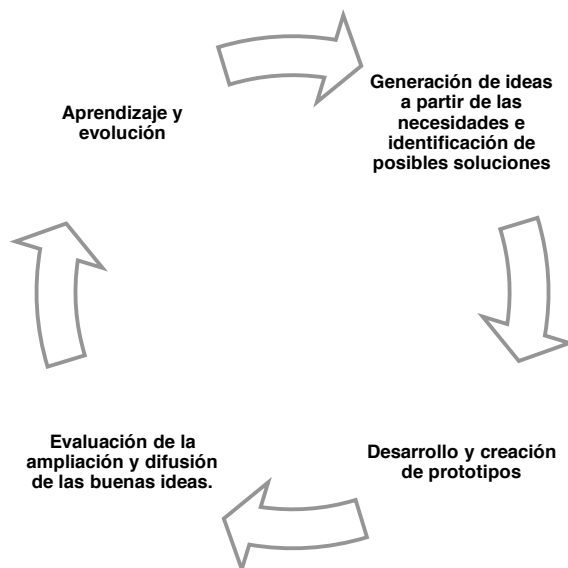 Aprendizaje y
evolución
Generación de ideas
a partir de las
necesidades e
identificación de
posibles soluciones
Desarrollo y creación
de prototipos
Evaluación de la
ampliación y difusión
de las buenas ideas.